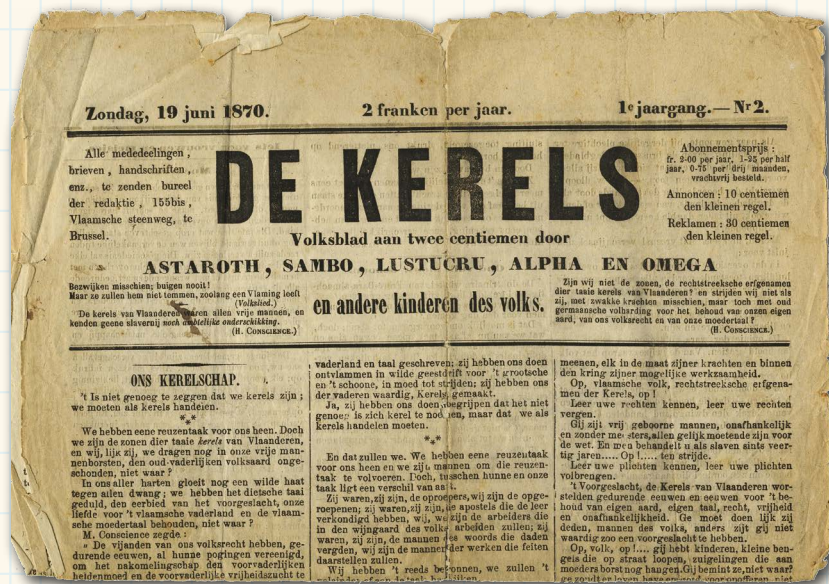 Zondag, 19 juni 1870.
2 franken per jaar.
1e jaargang.—Nr 2.
Alle mededeelingen,
brieven, handschriften,
enz., te zenden bureel
der redaktie, 155bis,
Vlaamsche steenweg, te
Brussel.
DE KERELS
Volksblad aan twee centiemen door
Abonnementsprijs :
fr. 2-00 per jaar, 1-25 per half
jaar, 0-75 per drij maanden,
vrachtvrij besteld.
Annoncen : 10 centiemen
den kleinen regel.
Reklamen : 30 centiemen
den kleinen regel.
ASTAROTH, SAMBO, LUSTUCRU, ALPHA EN OMEGA
Bezwijken misschien; buigen nooit!
Maar ze zullen hem niet temmen, zoolang een Vlaming leeft
(Volkslied.)
De kerels van Vlaanderen waren allen vrije mannen, en
kenden geene slavernij noch ambtelijke onderschikking.
(H. CONSCIENCE.)
en andere kinderen des volks.
Zijn wij niet de zonen, de rechtstreeksche erfgenamen
dier taaie kerels van Vlaanderen? en strijden wij niet als
zij, met zwakke krachten misschien, maar toch met oud
germaansche volharding voor het behoud van onzen eigen
aard, van ons volksrecht en van onze moedertaal?
(H. CONSCIENCE.)
ONS KERELSCHAP.
't Is niet genoeg te zeggen dat we kerels zijn;
we moeten als kerels handelen.
***
We hebben eene reuzentaak voor ons heen. Doch
we zijn de zonen dier taaie kerels van Vlaanderen,
en wij, lijk zij, we dragen nog in onze vrije man-
nenborsten, den oud-vaderlijken volksaard onge-
schonden, niet waar?
In ons aller harten gloeit nog een wilde haat
tegen allen dwang; we hebben het dietsche taai
geduld, den eerbied van het voorgeslacht, onze
liefde voor 't vlaamsche vaderland en de vlaam-
sche moedertaal behouden, niet waar?
M. Conscience zegde :
« De vijanden van ons volksrecht hebben, ge-
durende eeuwen, al hunne pogingen vereenigd,
om het nakomelingschap den voorvaderlijken
heldenmoed en de voorvaderlijke vrijheidszucht te
vaderland en taal geschreven; zij hebben ons doen
ontvlammen in wilde geestdrift voor 't grootsche
en 't schoone, in moed tot strijden; zij hebben ons
der vaderen waardig, Kerels, gemaakt.
Ja, zij hebben ons doen begrijpen dat het niet
genoeg is zich kerel te noemen, maar dat we als
kerels handelen moeten.
***
En dat zullen we. We hebben eene reuzentaak
voor ons heen en we zijn mannen om die reuzen-
taak te volvoeren. Doch, tusschen hunne en onze
taak ligt een verschil van aard.
Zij waren, zij zijn, de oproepers, wij zijn de opge-
roepenen; zij waren, zij zijn, de apostels die de leer
verkondigd hebben, wij, we zijn de arbeiders die
in den wijngaard des volks arbeiden zullen; zij
waren, zij zijn, de mannen des woords die daden
vergden, wij zijn de mannen der werken die feiten
daarstellen zullen.
Wij hebben 't reeds begonnen, we zullen 't
meenen, elk in de maat zijner krachten en binnen
den kring zijner mogelijke werkzaamheid.
Op, vlaamsche volk, rechtstreeksche erfgena-
men der Kerels, op!
Leer uwe rechten kennen, leer uwe rechten
vergen.
Gij zijt vrij geboorne mannen, onafhankelijk
en zonder meesters, allen gelijk moetende zijn voor
de wet. En men behandelt u als slaven sints veer-
tig jaren..... Op!.... ten strijde.
Leer uwe plichten kennen, leer uwe plichten
volbrengen.
't Voorgeslacht, de Kerels van Vlaanderen wor-
stelden gedurende eeuwen en eeuwen voor 't be-
houd van eigen aard, eigen taal, recht, vrijheid
en onafhankelijkheid. Ge moet doen lijk zij
deden, mannen des volks, anders zijt gij niet
waardig zoo een voorgeslacht te hebben.
Op, volk, op!.... gij hebt kinderen, kleine ben-
gels die op straat loopen, zuigelingen die aan
moeders borst nog hangen. Gij bemint ze, niet waar?